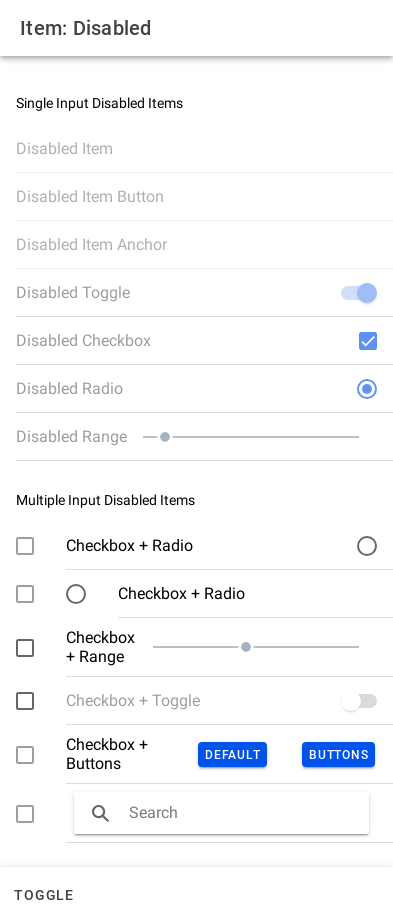 Item: Disabled
Single Input Disabled Items
Disabled Item
Disabled Item Button
Disabled Item Anchor
Disabled Toggle
Disabled Checkbox
Disabled Radio
Disabled Range
Multiple Input Disabled Items
Checkbox + Radio
Checkbox + Radio
Checkbox
+ Range
Checkbox + Toggle
Checkbox +
Buttons
DEFAULT
BUTTONS
Search
TOGGLE